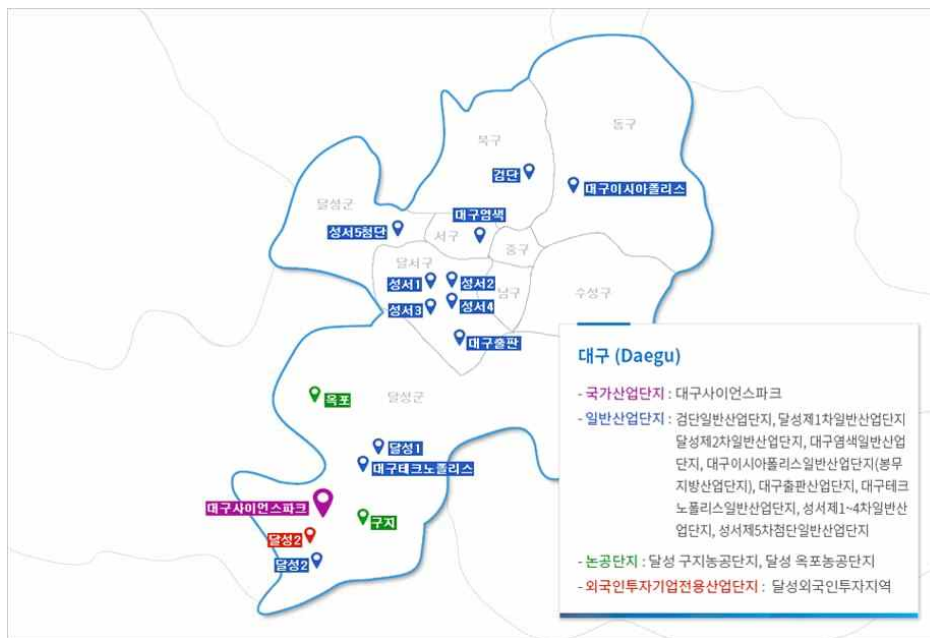 동구
북구
검단
대구이시아폴리스
달성군
대구염색
성서5첨단
서구
중구
달서구
성서1
성서2
남구
수성구
성서3
성서4
대구출판
옥포
달성군
달성1
대구테크노폴리스
대구사이언스파크
구지
달성2
달성2
대구 (Daegu)
- 국가산업단지 : 대구사이언스파크
- 일반산업단지 : 검단일반산업단지, 달성제1차일반산업단지
달성제2차일반산업단지, 대구염색일반산업
단지, 대구이시아폴리스일반산업단지(봉무
지방산업단지), 대구출판산업단지, 대구테크
노폴리스일반산업단지, 성서제1~4차일반산
업단지, 성서제5차첨단일반산업단지
- 논공단지 : 달성 구지농공단지, 달성 옥포농공단지
- 외국인투자기업전용산업단지 : 달성외국인투자지역